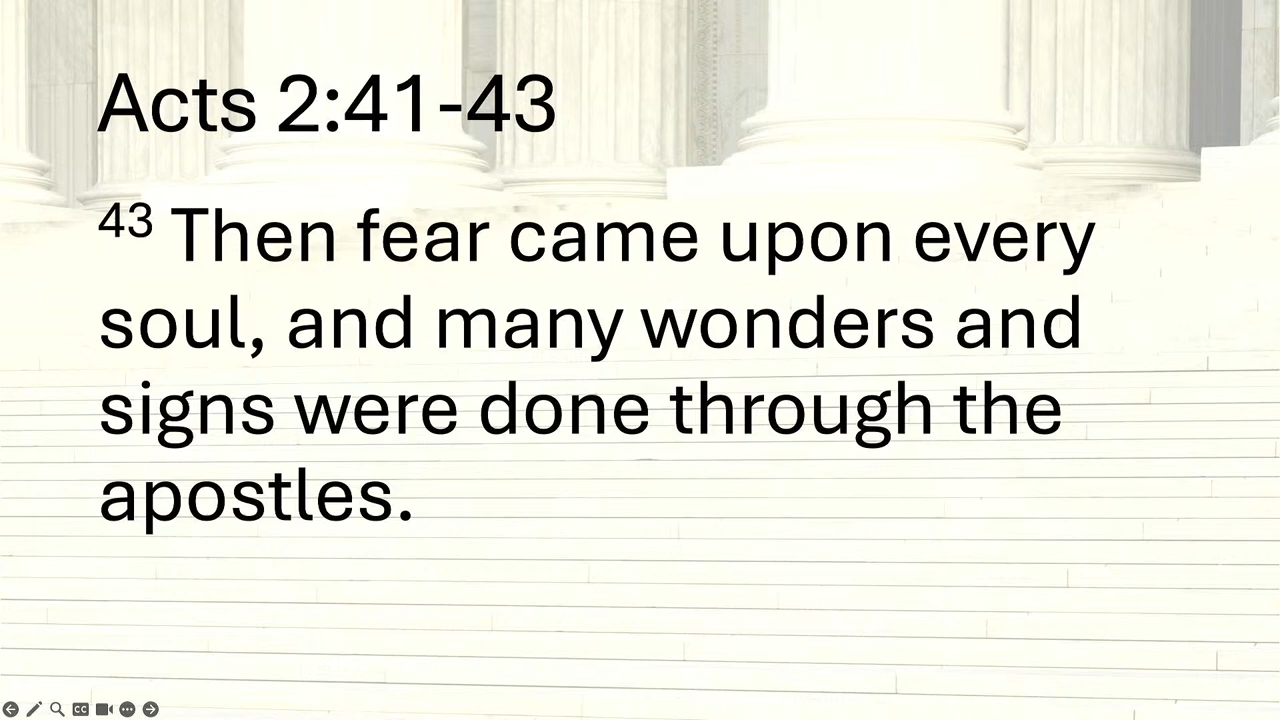 Acts 2:41-43
43 Then fear came upon every
soul, and many wonders and
signs were done through the
apostles.
CC